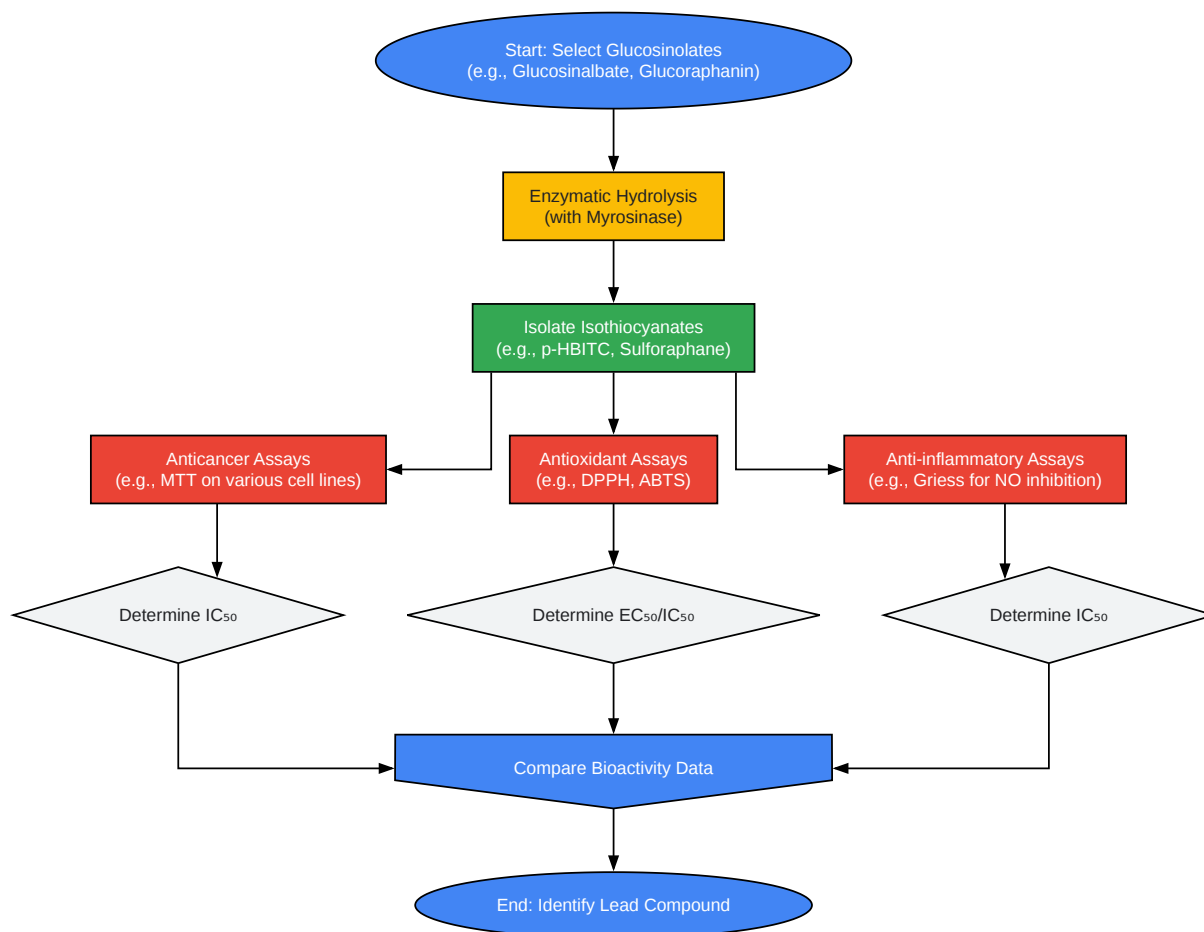 Start: Select Glucosinolates
(e.g., Glucosinalbate, Glucoraphanin)
Enzymatic Hydrolysis
(with Myrosinase)
Isolate Isothiocyanates
(e.g., p-HBITC, Sulforaphane)
Anticancer Assays
(e.g., MTT on various cell lines)
Antioxidant Assays
(e.g., DPPH, ABTS)
Anti-inflammatory Assays
(e.g., Griess for NO inhibition)
Determine IC₅₀
Determine EC₅₀/IC₅₀
Determine IC₅₀
Compare Bioactivity Data
End: Identify Lead Compound